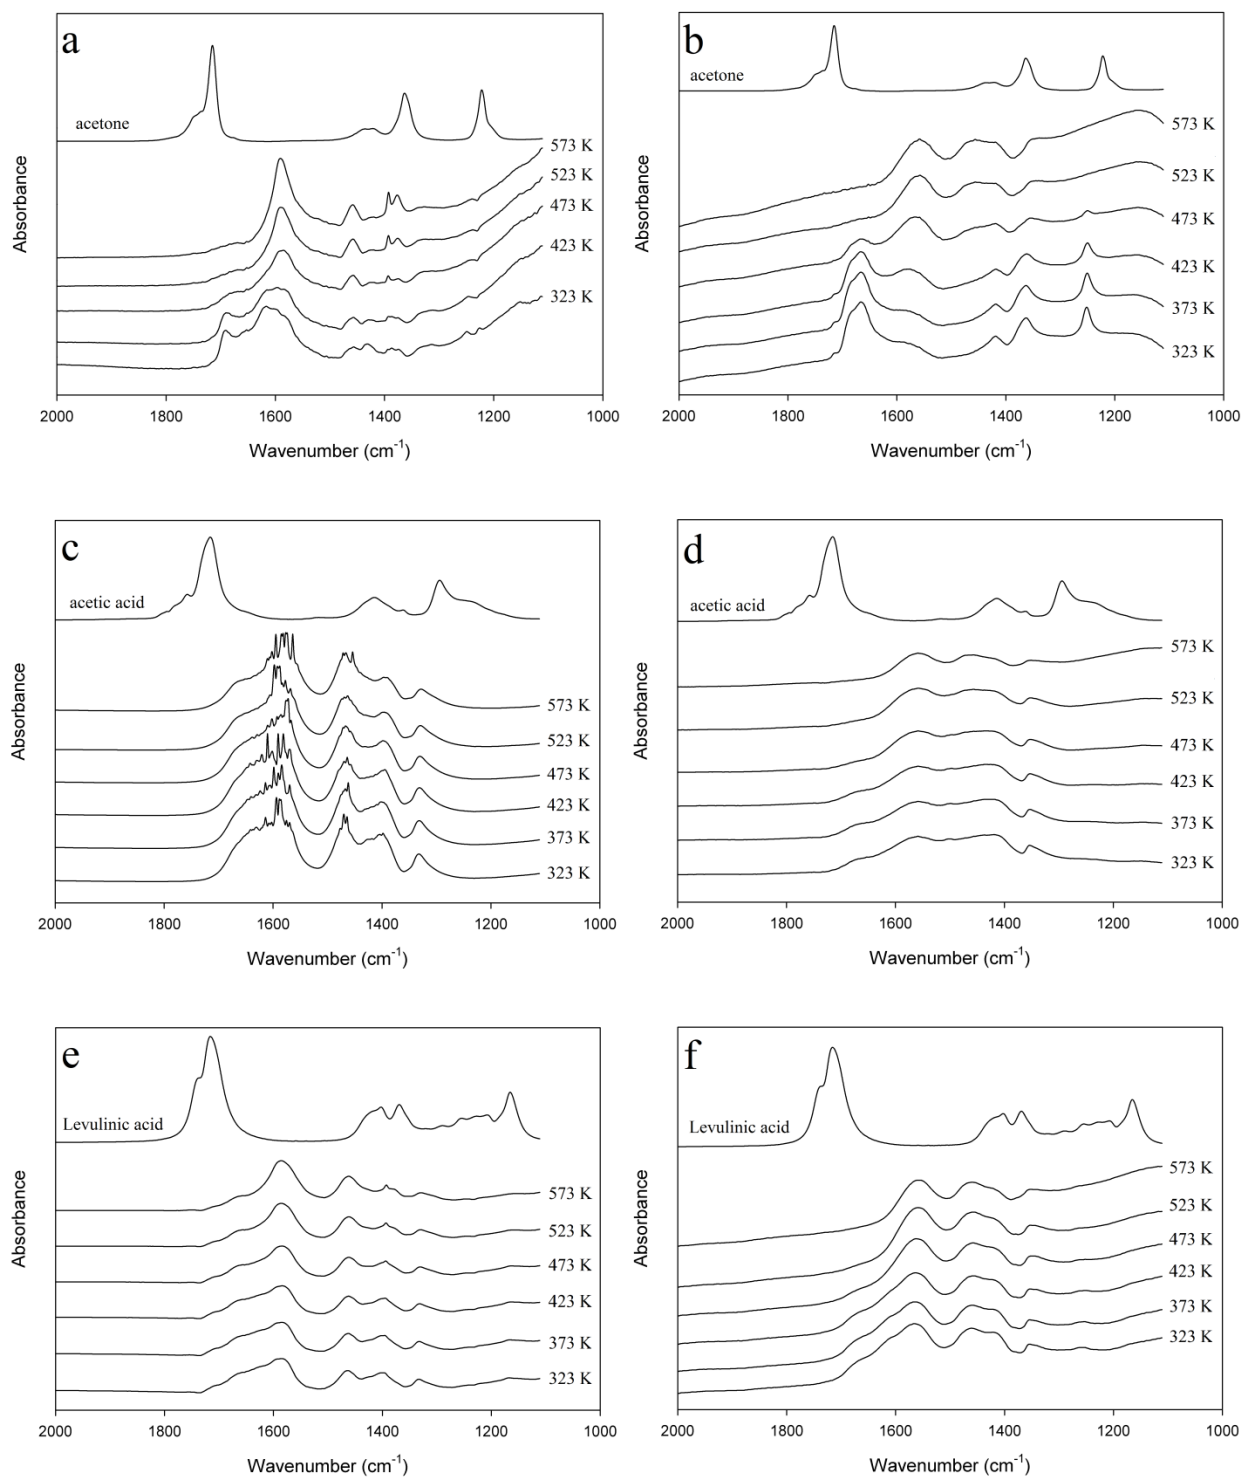 a
acetone
573 K
523 K
473 K
423 K
323 K
Absorbance
2000 1800 1600 1400 1200 1000
Wavenumber (cm-1)
b
acetone
573 K
523 K
473 K
423 K
373 K
323 K
Absorbance
2000 1800 1600 1400 1200 1000
Wavenumber (cm-1)
c
acetic acid
573 K
523 K
473 K
423 K
373 K
323 K
Absorbance
2000 1800 1600 1400 1200 1000
Wavenumber (cm-1)
d
acetic acid
573 K
523 K
473 K
423 K
373 K
323 K
Absorbance
2000 1800 1600 1400 1200 1000
Wavenumber (cm-1)
e
Levulinic acid
573 K
523 K
473 K
423 K
373 K
323 K
Absorbance
2000 1800 1600 1400 1200 1000
Wavenumber (cm-1)
f
Levulinic acid
573 K
523 K
473 K
423 K
373 K
323 K
Absorbance
2000 1800 1600 1400 1200 1000
Wavenumber (cm-1)